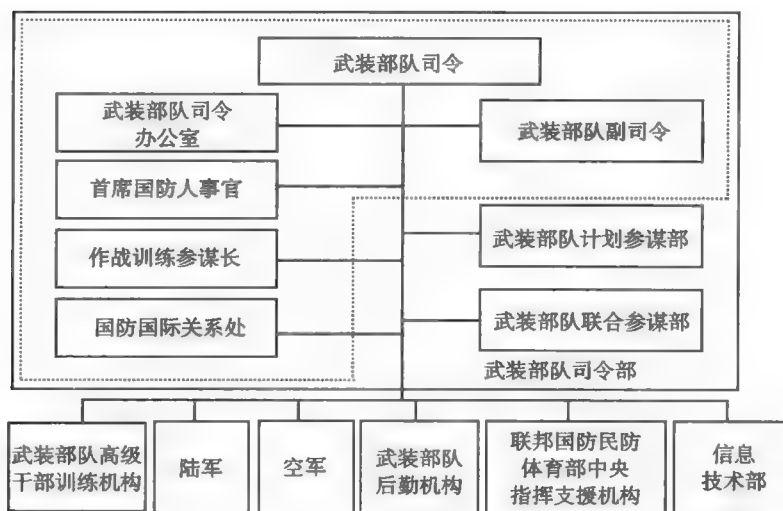 武装部队司令
武装部队司令
办公室
武装部队副司令
首席国防人事官
武装部队计划参谋部
作战训练参谋长
国防国际关系处
武装部队联合参谋部
武装部队司令部
武装部队高级
干部训练机构
陆军
空军
武装部队
后勤机构
联邦国防民防
体育部中央
指挥支援机构
信息
技术部